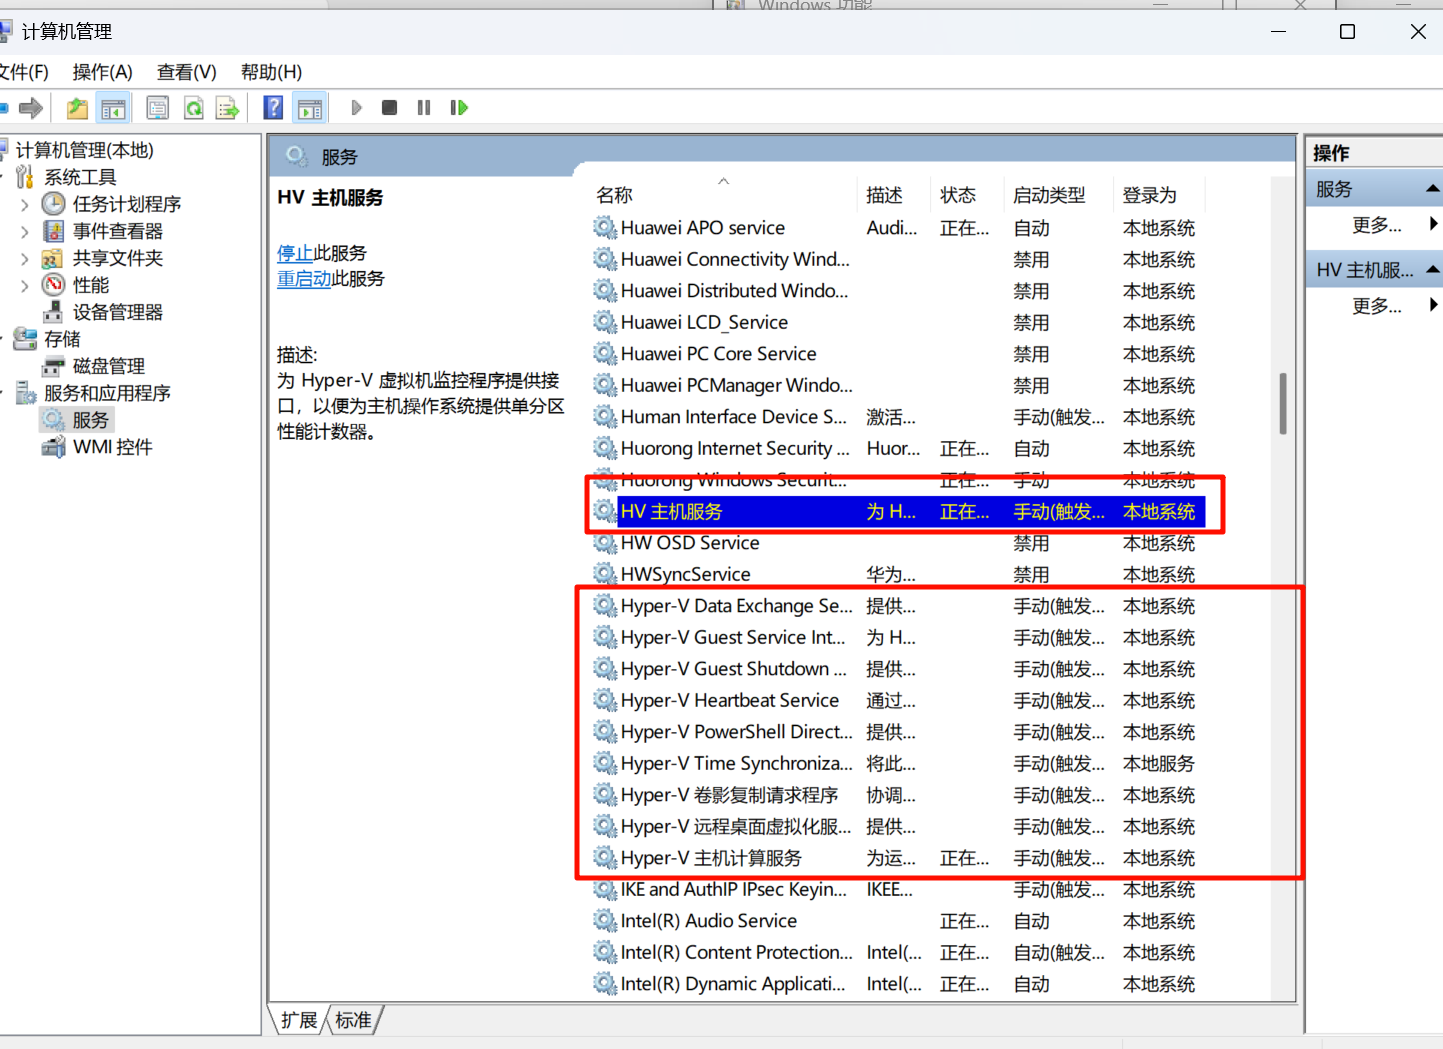 Windows 功能
计算机管理
文件(F) 操作(A) 查看(V) 帮助(H)
计算机管理(本地)
系统工具
任务计划程序
事件查看器
共享文件夹
性能
设备管理器
存储
磁盘管理
服务和应用程序
服务
WMI 控件
服务
HV 主机服务
停止此服务
重启动此服务
描述:
为 Hyper-V 虚拟机监控程序提供接
口，以便为主机操作系统提供单分区
性能计数器。
名称 描述 状态 启动类型 登录为
Huawei APO service Audi... 正在... 自动 本地系统
Huawei Connectivity Wind... 禁用 本地系统
Huawei Distributed Windo... 禁用 本地系统
Huawei LCD_Service 禁用 本地系统
Huawei PC Core Service 禁用 本地系统
Huawei PCManager Windo... 禁用 本地系统
Human Interface Device S... 激活... 手动(触发... 本地系统
Huorong Internet Security ... Huor... 正在... 自动 本地系统
Huorong Windows Securit... 正在... 手动 本地系统
HV 主机服务 为 H... 正在... 手动(触发... 本地系统
HW OSD Service 禁用 本地系统
HWSyncService 华为... 禁用 本地系统
Hyper-V Data Exchange Se... 提供... 手动(触发... 本地系统
Hyper-V Guest Service Int... 为 H... 手动(触发... 本地系统
Hyper-V Guest Shutdown ... 提供... 手动(触发... 本地系统
Hyper-V Heartbeat Service 通过... 手动(触发... 本地系统
Hyper-V PowerShell Direct... 提供... 手动(触发... 本地系统
Hyper-V Time Synchroniza... 将此... 手动(触发... 本地服务
Hyper-V 卷影复制请求程序 协调... 手动(触发... 本地系统
Hyper-V 远程桌面虚拟化服... 提供... 手动(触发... 本地系统
Hyper-V 主机计算服务 为运... 正在... 手动(触发... 本地系统
IKE and AuthIP IPsec Keyin... IKEE... 手动(触发... 本地系统
Intel(R) Audio Service 正在... 自动 本地系统
Intel(R) Content Protection... Intel(... 正在... 自动(触发... 本地系统
Intel(R) Dynamic Applicati... Intel(... 正在... 自动 本地系统
扩展 标准
操作
服务
更多...
HV 主机服...
更多...